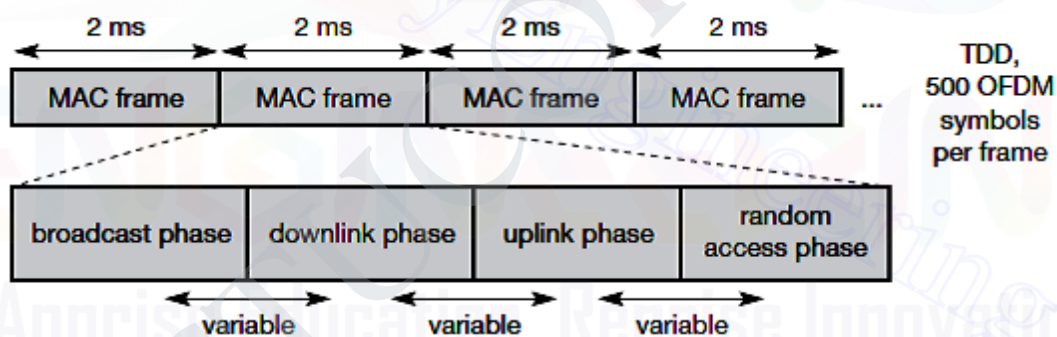 2 ms 2 ms 2 ms 2 ms
MAC frame MAC frame MAC frame MAC frame ...
TDD,
500 OFDM
symbols
per frame
broadcast phase downlink phase uplink phase random
access phase
variable variable variable